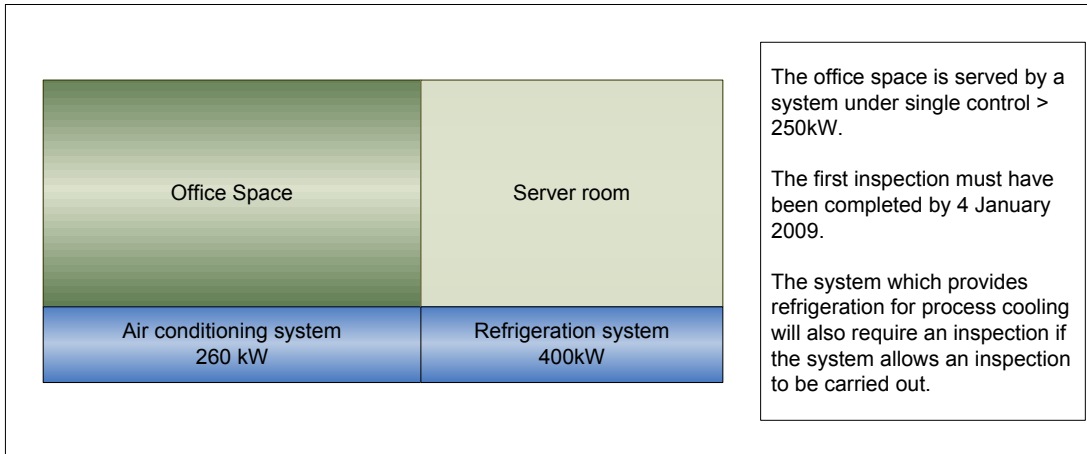 Office Space
Server room
Air conditioning system
260 kW
Refrigeration system
400kW
The office space is served by a
system under single control >
250kW.
The first inspection must have
been completed by 4 January
2009.
The system which provides
refrigeration for process cooling
will also require an inspection if
the system allows an inspection
to be carried out.